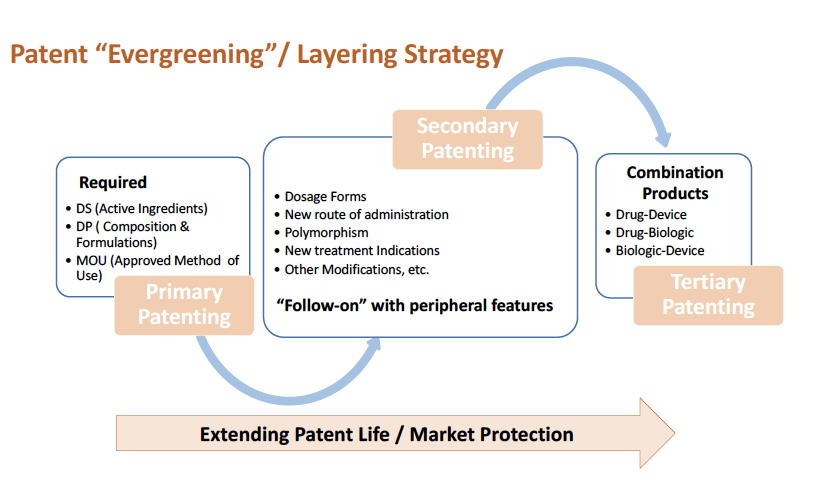 Patent “Evergreening”/ Layering Strategy
Required
• DS (Active Ingredients)
• DP ( Composition &
Formulations)
• MOU (Approved Method of
Use)
Primary
Patenting
Secondary
Patenting
• Dosage Forms
• New route of administration
• Polymorphism
• New treatment Indications
• Other Modifications, etc.
“Follow-on” with peripheral features
Combination
Products
• Drug-Device
• Drug-Biologic
• Biologic-Device
Tertiary
Patenting
Extending Patent Life / Market Protection